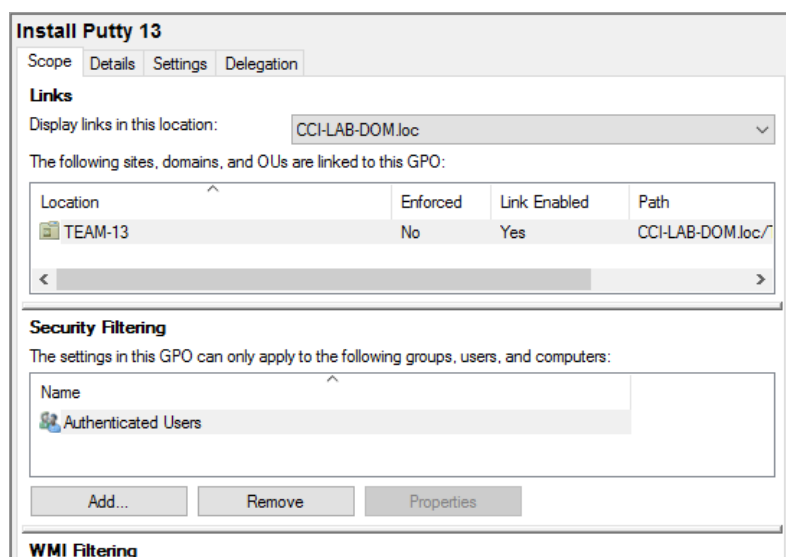 Install Putty 13
Scope Details Settings Delegation
Links
Display links in this location: CCI-LAB-DOM.loc
The following sites, domains, and OUs are linked to this GPO:
Location Enforced Link Enabled Path
TEAM-13 No Yes CCI-LAB-DOM.loc/
Security Filtering
The settings in this GPO can only apply to the following groups, users, and computers:
Name
Authenticated Users
Add... Remove Properties
WMI Filtering